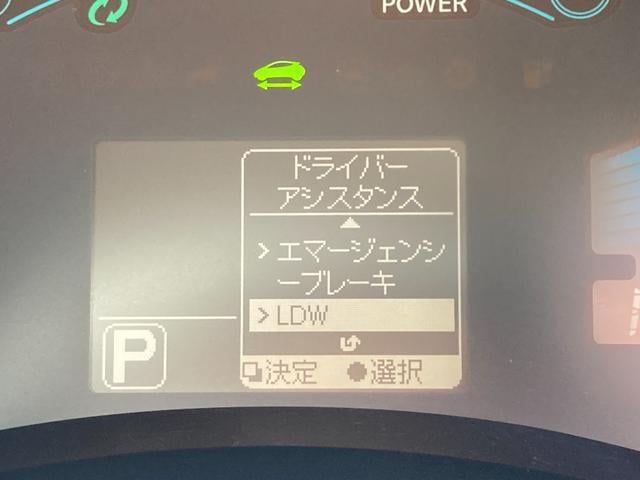 POWER
ドライバー
アシスタンス
> エマージェンシ
ーブレーキ
> LDW
P
決定 ●選択